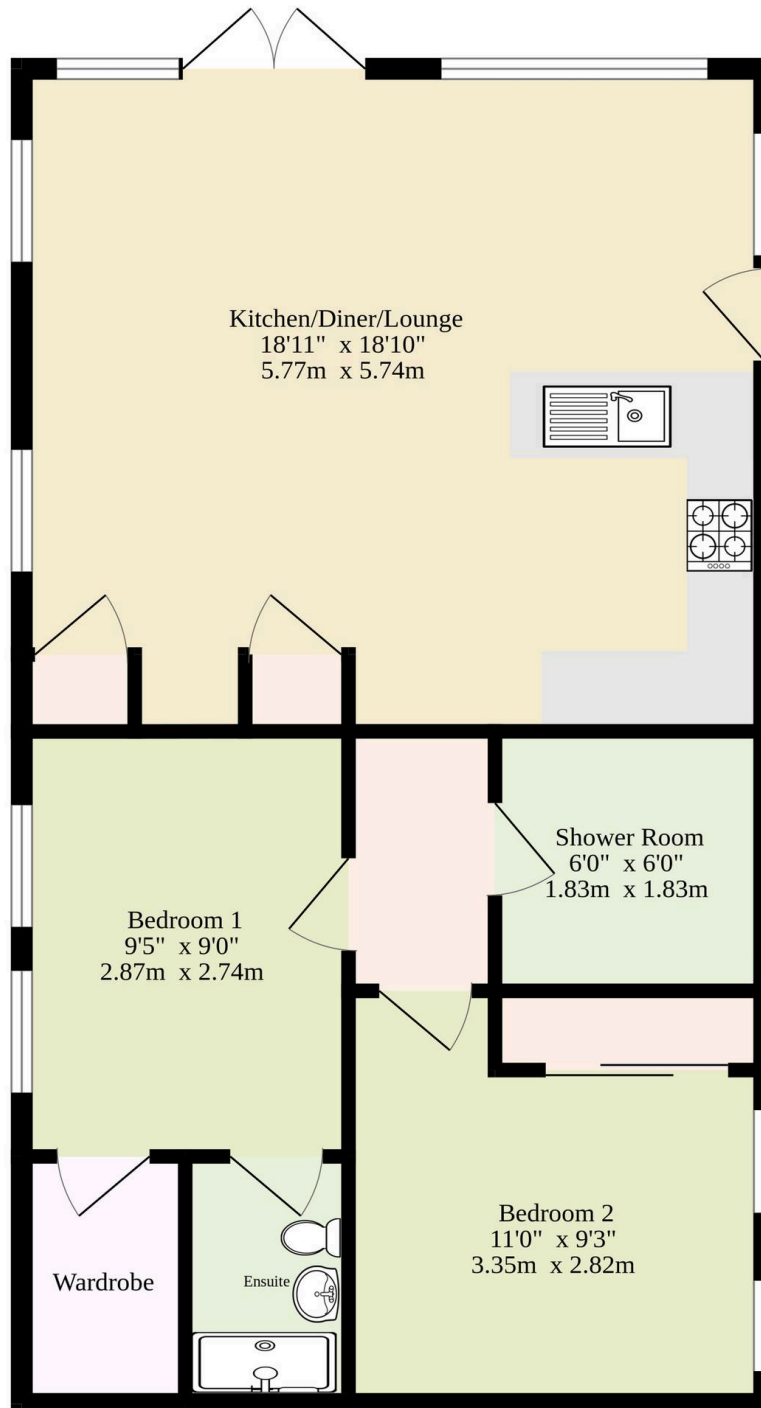 Kitchen/Diner/Lounge
18'11" x 18'10"
5.77m x 5.74m
Shower Room
6'0" x 6'0"
1.83m x 1.83m
Bedroom 1
9'5" x 9'0"
2.87m x 2.74m
Bedroom 2
11'0" x 9'3"
3.35m x 2.82m
Wardrobe
Ensuite